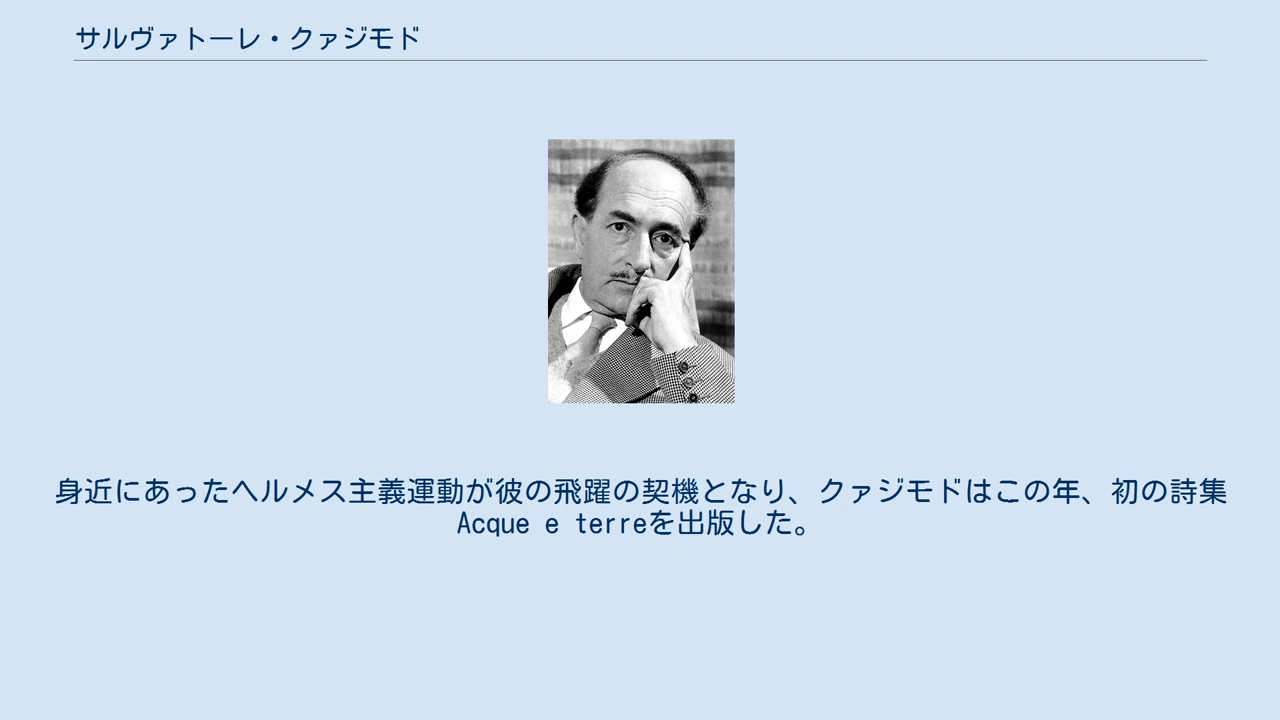 サルヴァトーレ・クァジモド
身近にあったヘルメス主義運動が彼の飛躍の契機となり、クァジモドはこの年、初の詩集
Acque e terreを出版した。